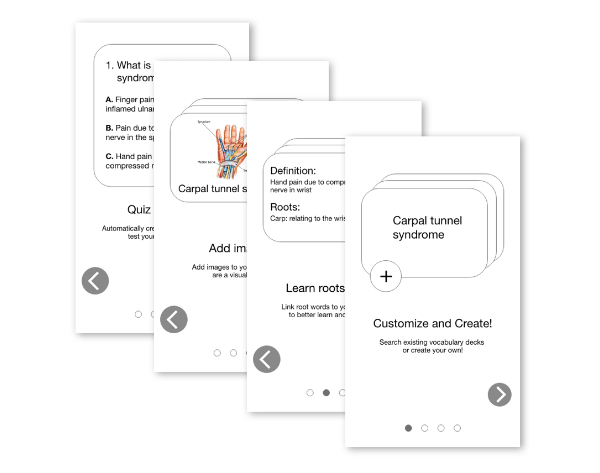 1. What is
syndrom
A. Finger pain
inflamed ulna
B. Pain due to
nerve in the sp
C. Hand pain
compressed
Quiz
Automatically cre
test your
Carpal tunnel s
Add im
Add images to yo
are a visual
Definition:
Hand pain due to compr
nerve in wrist
Roots:
Carp: relating to the wris
Learn roots
Link root words to yo
to better learn and
Carpal tunnel
syndrome
+
Customize and Create!
Search existing vocabulary decks
or create your own!